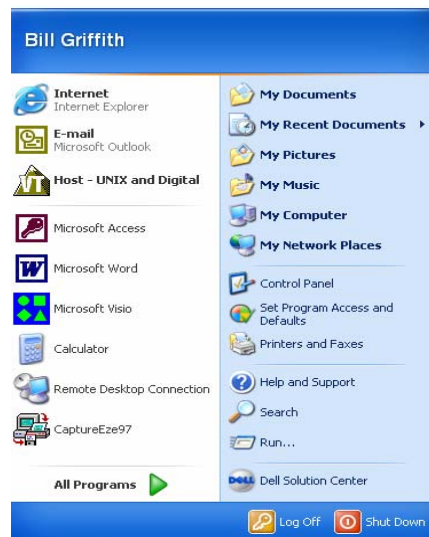 Bill Griffith
Internet
Internet Explorer
E-mail
Microsoft Outlook
VT
Host - UNIX and Digital
Microsoft Access
W
Microsoft Word
Microsoft Visio
Calculator
Remote Desktop Connection
CaptureEze97
All Programs
My Documents
My Recent Documents
My Pictures
My Music
My Computer
My Network Places
Control Panel
Set Program Access and
Defaults
Printers and Faxes
Help and Support
Search
Run...
DELL
Dell Solution Center
Log Off
Shut Down